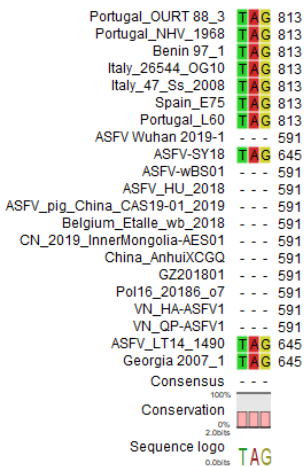 Portugal_OURT 88_3 TAG 813
Portugal_NHV_1968 TAG 813
Benin 97_1 TAG 813
Italy_26544_OG10 TAG 813
Italy_47_Ss_2008 TAG 813
Spain_E75 TAG 813
Portugal_L60 TAG 813
ASFV Wuhan 2019-1 - - - 591
ASFV-SY18 TAG 645
ASFV-wBS01 - - - 591
ASFV_HU_2018 - - - 591
ASFV_pig_China_CAS19-01_2019 - - - 591
Belgium_Etalle_wb_2018 - - - 591
CN_2019_InnerMongolia-AES01 - - - 591
China_AnhuiXCGQ - - - 591
GZ201801 - - - 591
Pol16_20186_o7 - - - 591
VN_HA-ASFV1 - - - 591
VN_QP-ASFV1 - - - 591
ASFV_LT14_1490 TAG 645
Georgia 2007_1 TAG 645
Consensus - - -
100%
Conservation
0%
2.0bits
Sequence logo TAG
0.0bits